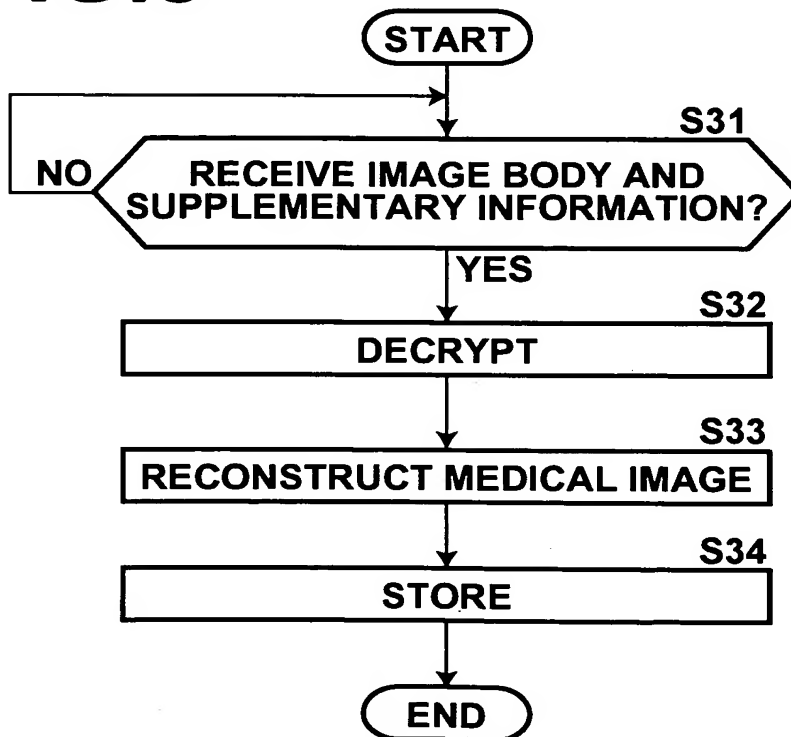 START
S31
NO
RECEIVE IMAGE BODY AND
SUPPLEMENTARY INFORMATION?
YES
S32
DECRYPT
S33
RECONSTRUCT MEDICAL IMAGE
S34
STORE
END